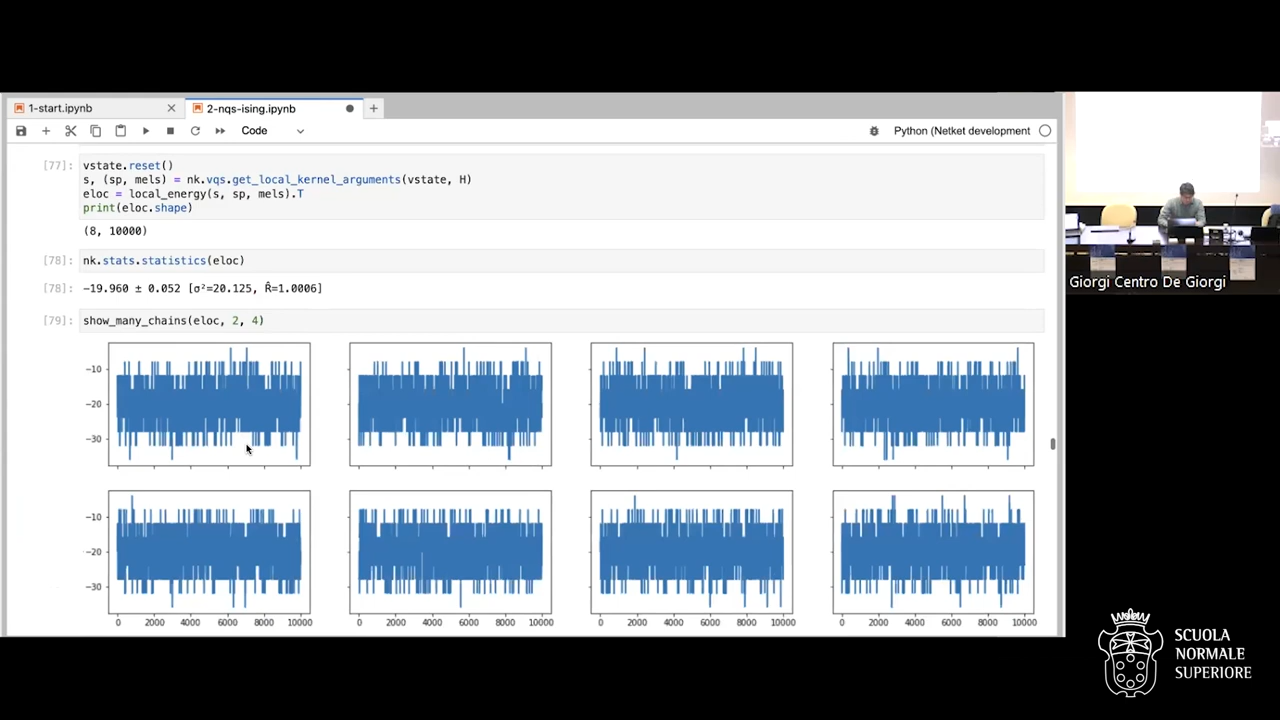 1-start.ipynb
2-nqs-ising.ipynb
Code
Python (Netket development
[77]:
vstate.reset()
s, (sp, mels) = nk.vqs.get_local_kernel_arguments(vstate, H)
eloc = local_energy(s, sp, mels).T
print(eloc.shape)
(8, 10000)
[78]:
nk.stats.statistics(eloc)
[78]:
−19.960 ± 0.052 [σ²=20.125, R̂=1.0006]
[79]:
show_many_chains(eloc, 2, 4)
−10
−20
−30
−10
−20
−30
0 2000 4000 6000 8000 10000
0 2000 4000 6000 8000 10000
0 2000 4000 6000 8000 10000
0 2000 4000 6000 8000 10000
Giorgi Centro De Giorgi
SCUOLA
NORMALE
SUPERIORE